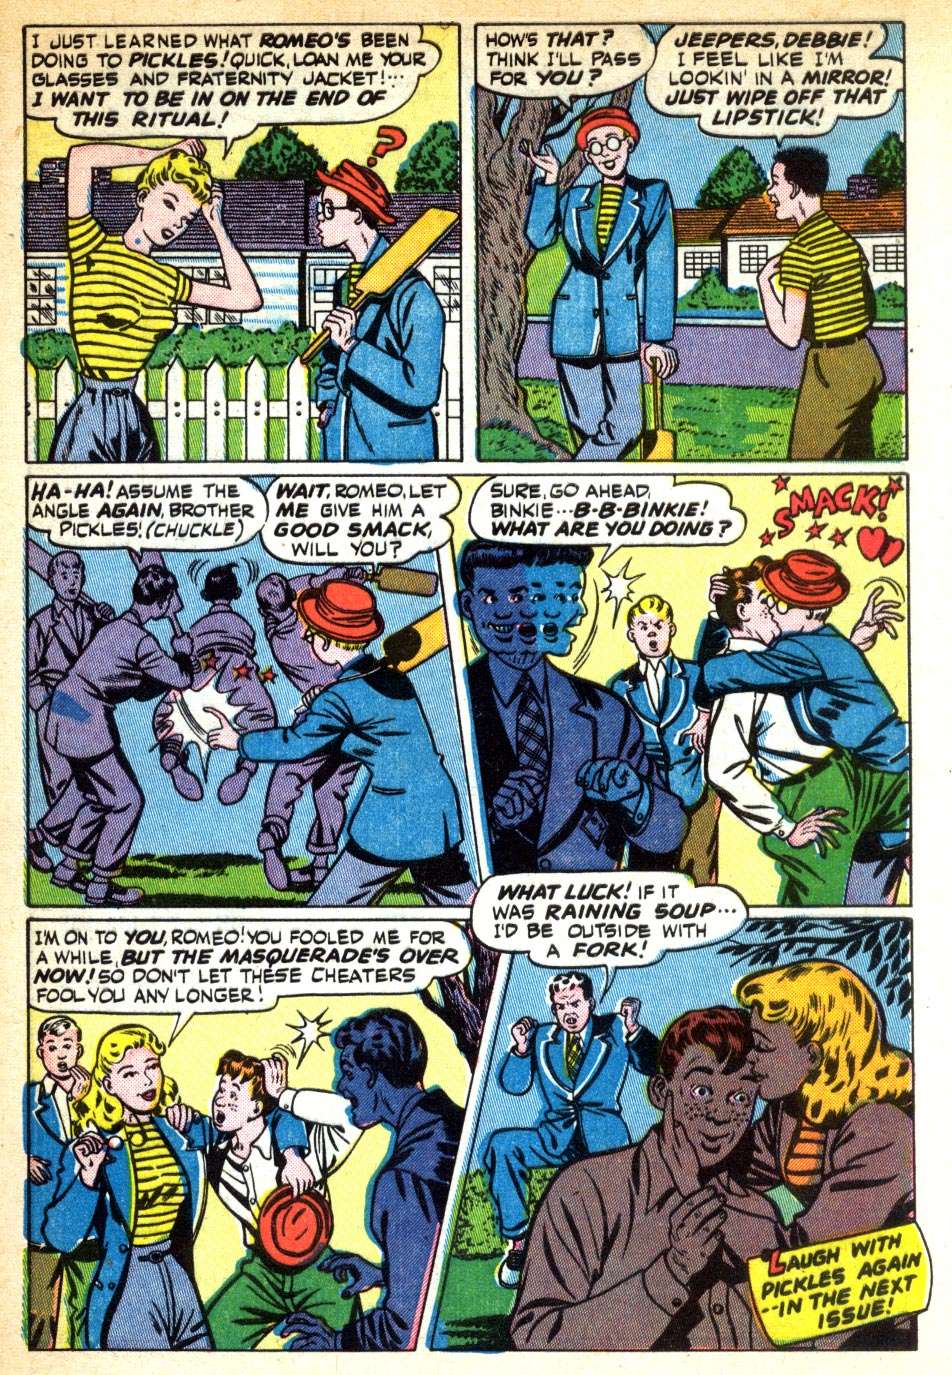 I JUST LEARNED WHAT ROMEO'S BEEN
DOING TO PICKLES! QUICK, LOAN ME YOUR
GLASSES AND FRATERNITY JACKET!...
I WANT TO BE IN ON THE END OF
THIS RITUAL!
?
HOW'S THAT?
THINK I'LL PASS
FOR YOU?
JEEPERS, DEBBIE!
I FEEL LIKE I'M
LOOKIN' IN A MIRROR!
JUST WIPE OFF THAT
LIPSTICK!
HA-HA! ASSUME THE
ANGLE AGAIN, BROTHER
PICKLES! (CHUCKLE)
WAIT, ROMEO, LET
ME GIVE HIM A
GOOD SMACK,
WILL YOU?
SURE, GO AHEAD,
BINKIE... B-B-BINKIE!
WHAT ARE YOU DOING?
SMACK!
I'M ON TO YOU, ROMEO! YOU FOOLED ME FOR
A WHILE, BUT THE MASQUERADE'S OVER
NOW! SO DON'T LET THESE CHEATERS
FOOL YOU ANY LONGER!
WHAT LUCK! IF IT
WAS RAINING SOUP...
I'D BE OUTSIDE WITH
A FORK!
LAUGH WITH
PICKLES AGAIN
--IN THE NEXT
ISSUE!